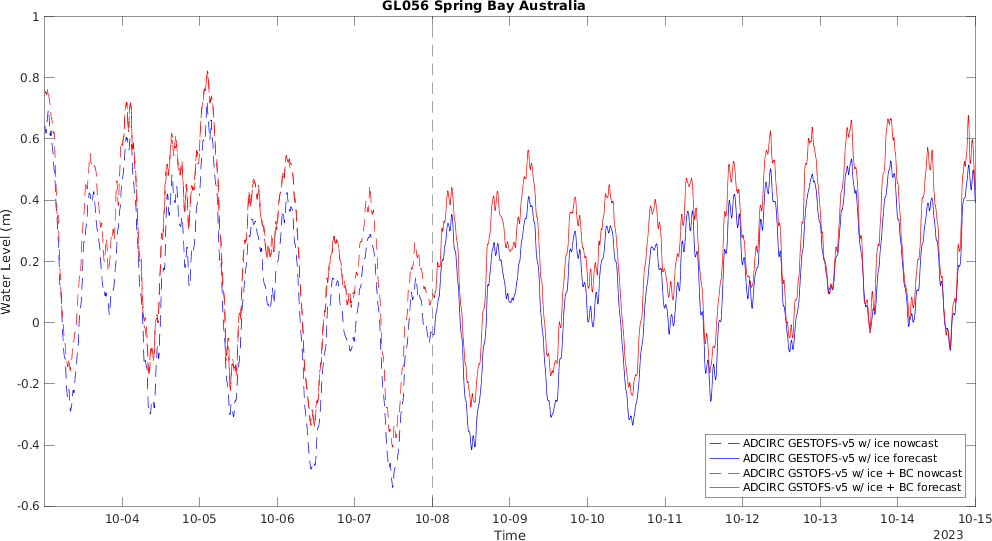 GL056 Spring Bay Australia
1
0.8
0.6
0.4
0.2
0
-0.2
-0.4
-0.6
Water Level (m)
10-04 10-05 10-06 10-07 10-08 10-09 10-10 10-11 10-12 10-13 10-14 10-15
Time
2023
ADCIRC GESTOFS-v5 w/ ice nowcast
ADCIRC GESTOFS-v5 w/ ice forecast
ADCIRC GSTOFS-v5 w/ ice + BC nowcast
ADCIRC GSTOFS-v5 w/ ice + BC forecast